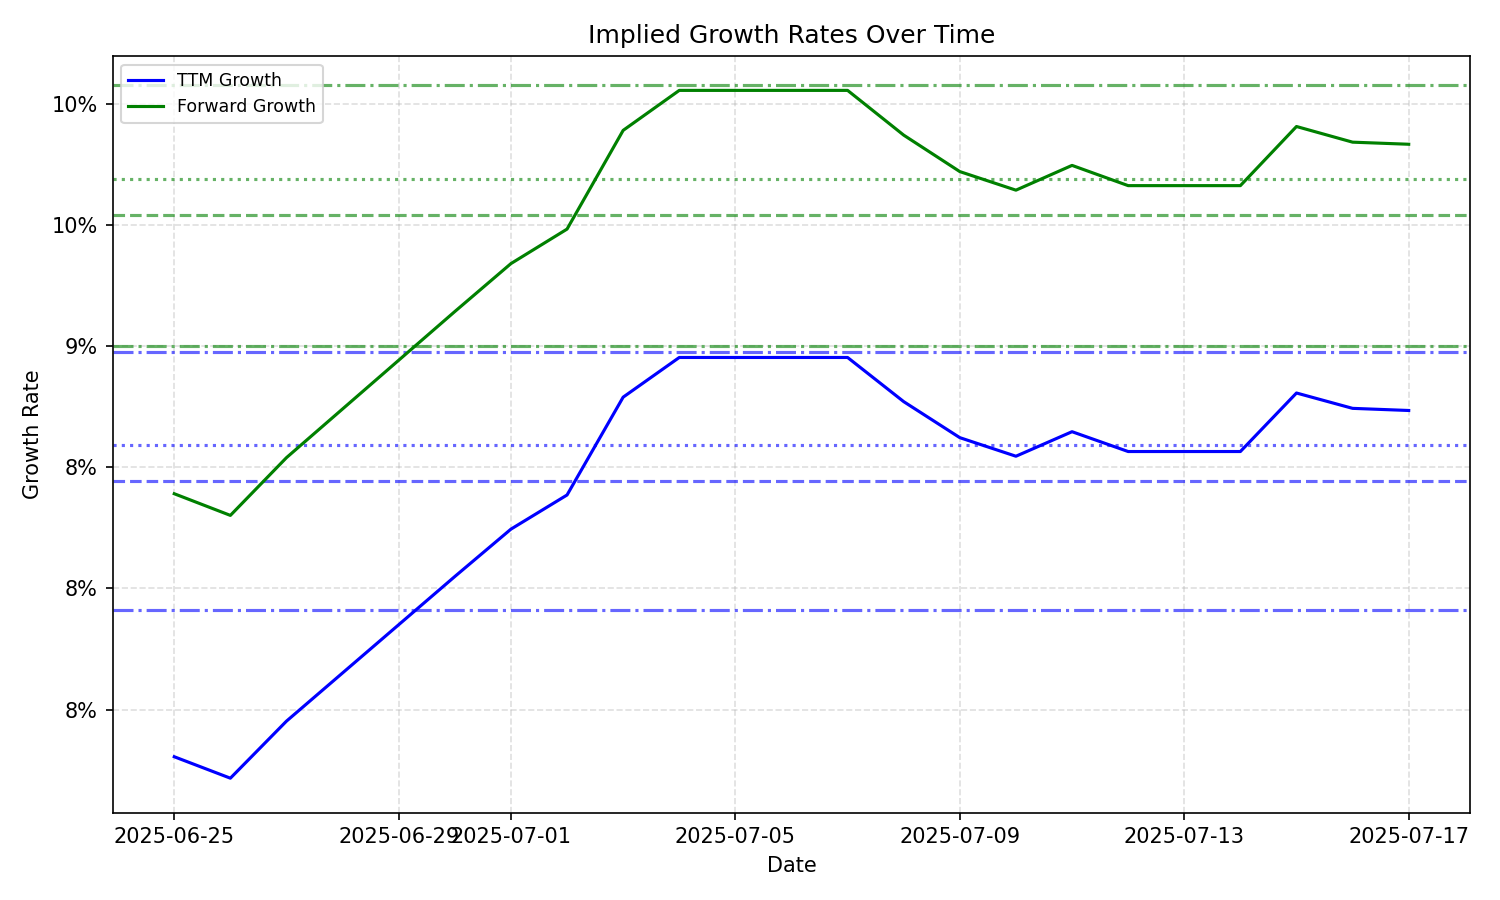 Implied Growth Rates Over Time
TTM Growth
Forward Growth
10%
10%
9%
8%
8%
8%
Growth Rate
2025-06-25
2025-06-29
2025-07-01
2025-07-05
2025-07-09
2025-07-13
2025-07-17
Date